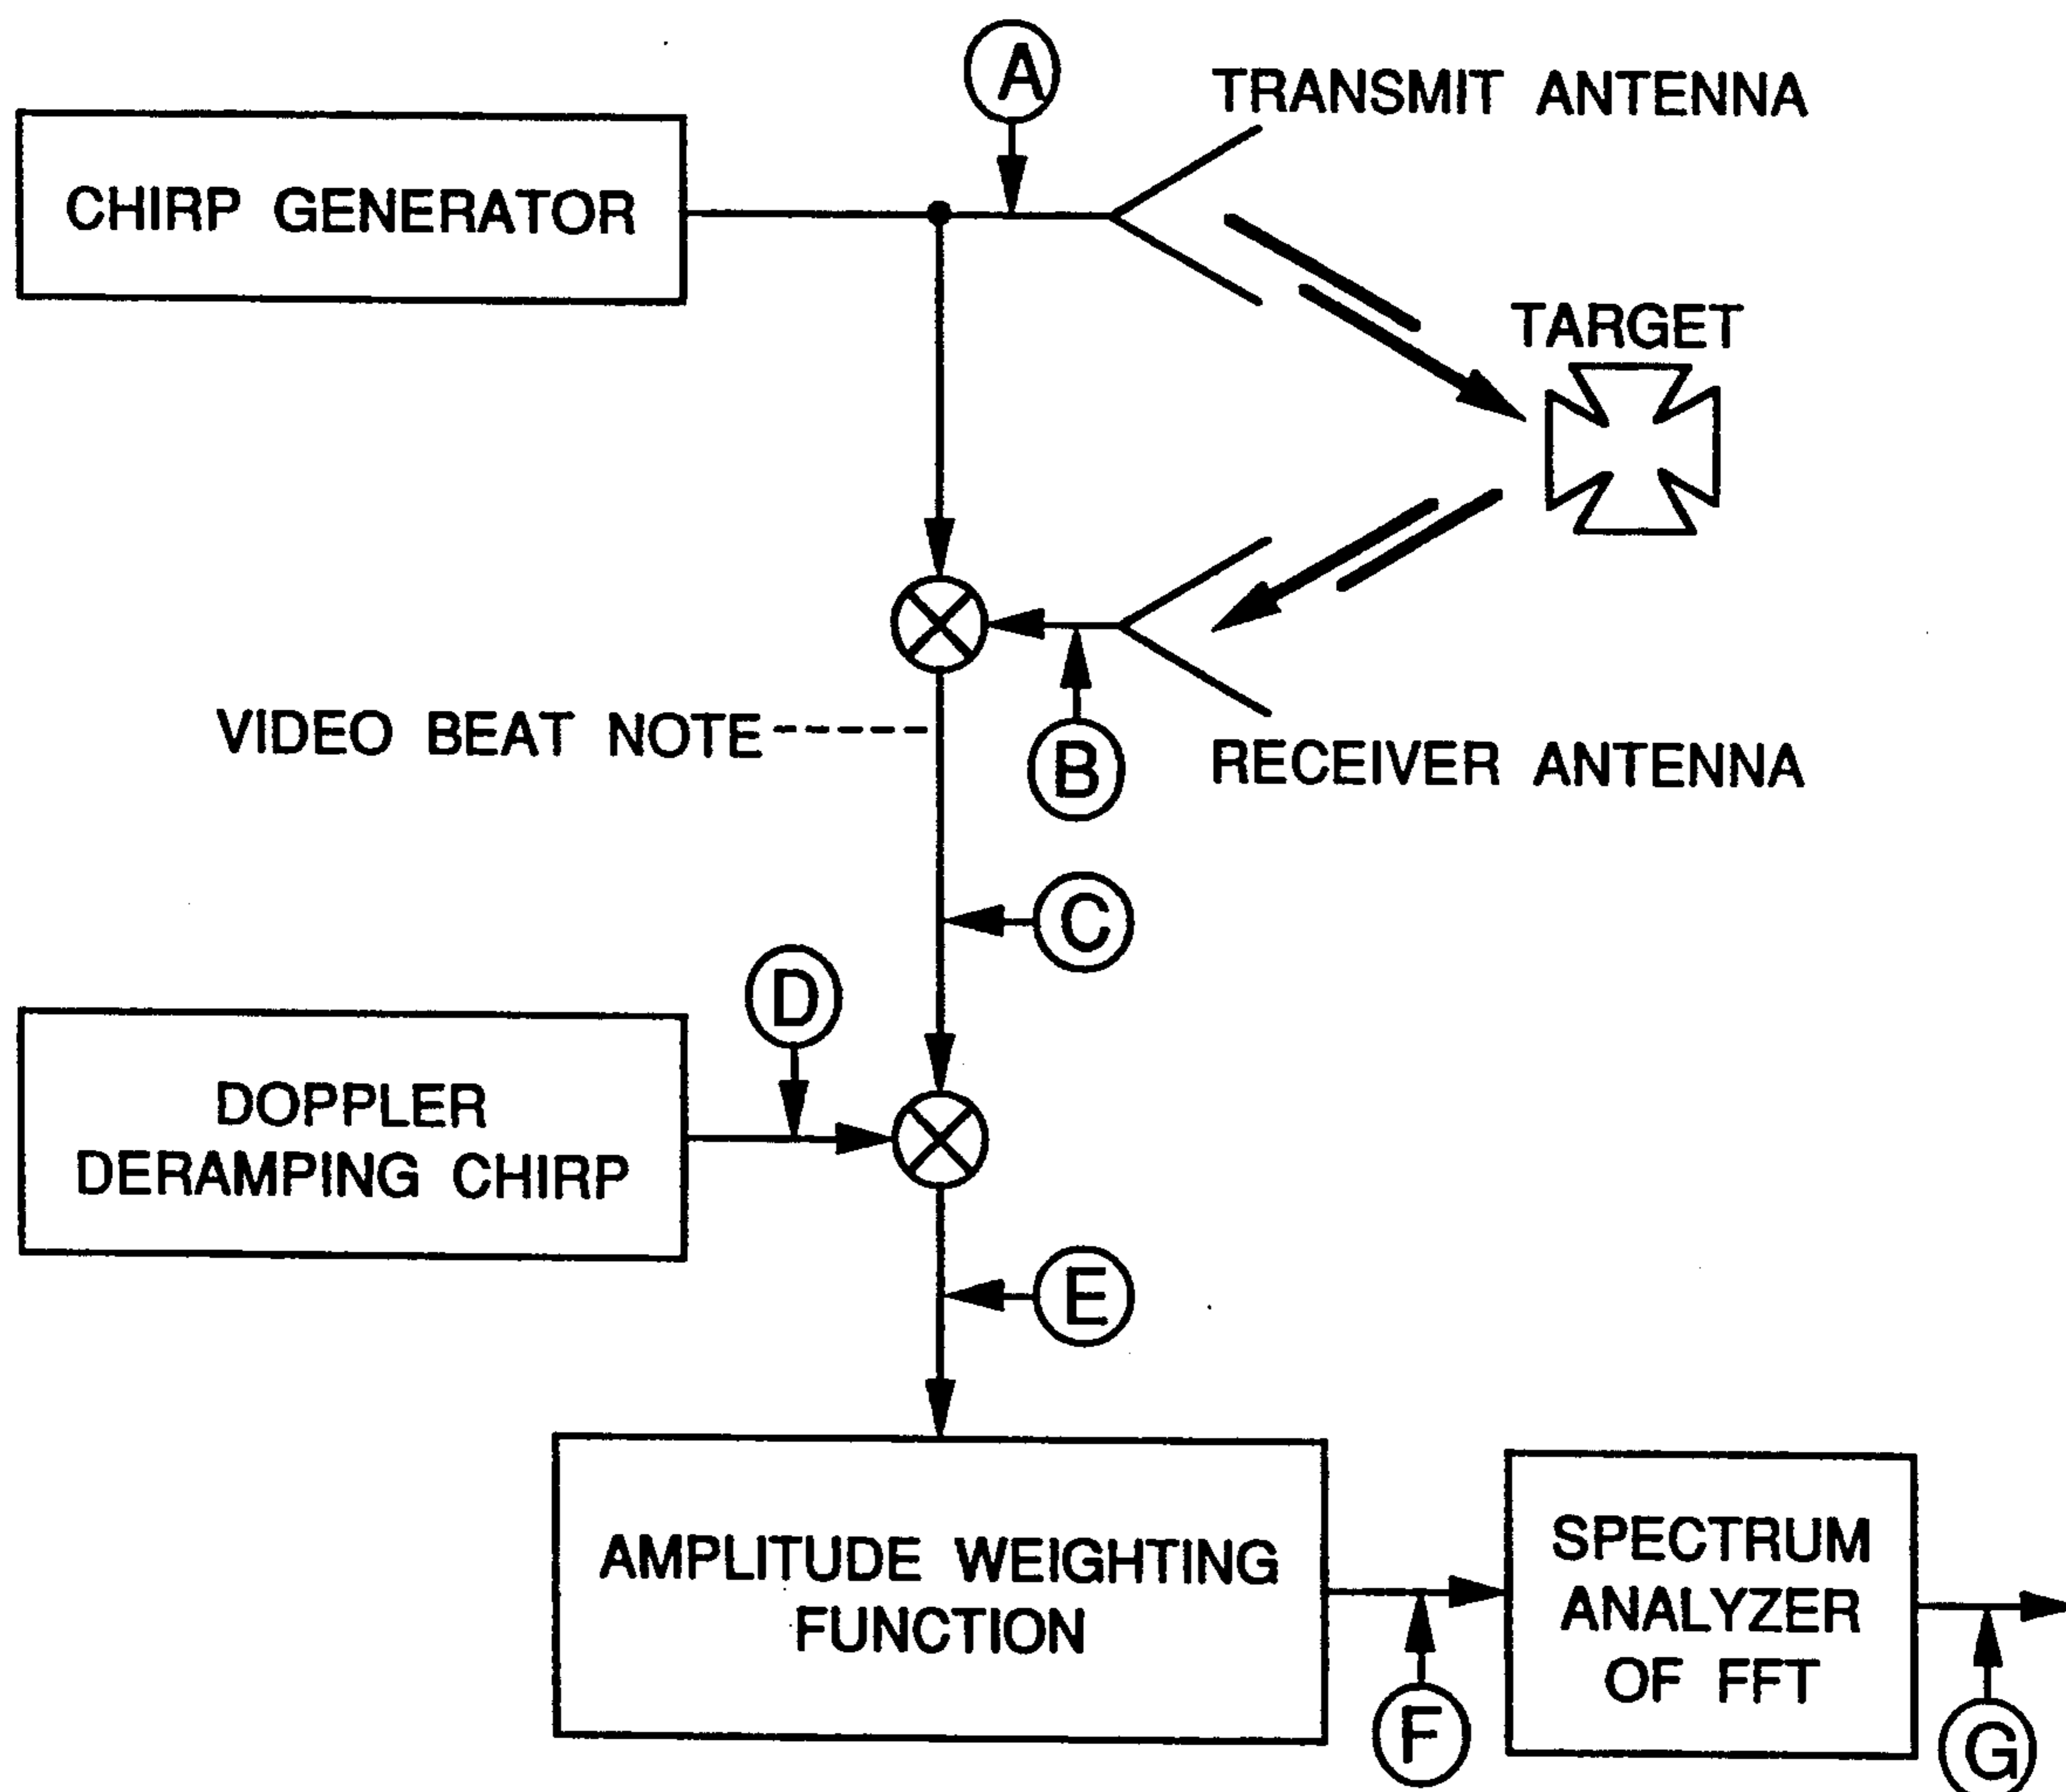 A
TRANSMIT ANTENNA
CHIRP GENERATOR
TARGET
VIDEO BEAT NOTE
B
RECEIVER ANTENNA
C
D
DOPPLER
DERAMPING CHIRP
E
AMPLITUDE WEIGHTING
FUNCTION
SPECTRUM
ANALYZER
OF FFT
F
G